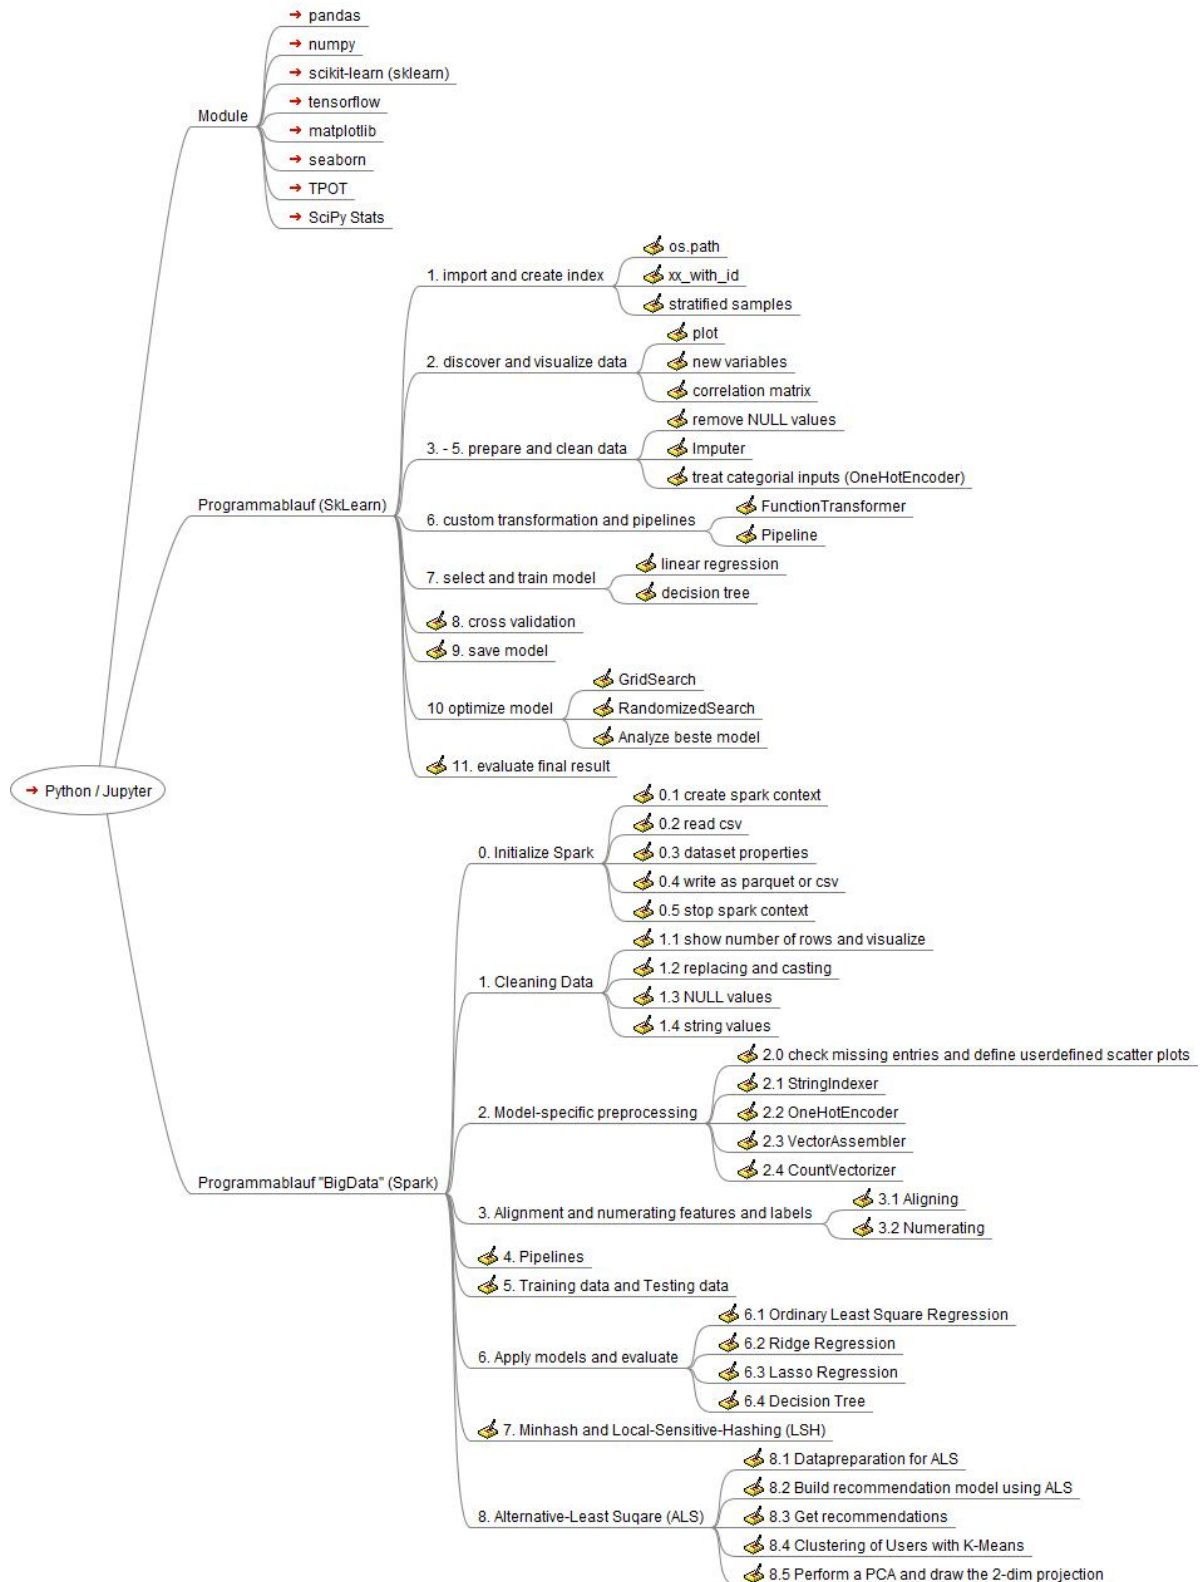 pandas
numpy
scikit-learn (sklearn)
tensorflow
Module
matplotlib
seaborn
TPOT
SciPy Stats
os.path
1. import and create index
xx_with_id
stratified samples
plot
2. discover and visualize data
new variables
correlation matrix
remove NULL values
3. - 5. prepare and clean data
Imputer
treat categorial inputs (OneHotEncoder)
Programmablauf (SkLearn)
FunctionTransformer
6. custom transformation and pipelines
Pipeline
linear regression
7. select and train model
decision tree
8. cross validation
9. save model
GridSearch
10 optimize model
RandomizedSearch
Analyze beste model
11. evaluate final result
Python / Jupyter
0.1 create spark context
0.2 read csv
0. Initialize Spark
0.3 dataset properties
0.4 write as parquet or csv
0.5 stop spark context
1.1 show number of rows and visualize
1.2 replacing and casting
1. Cleaning Data
1.3 NULL values
1.4 string values
2.0 check missing entries and define userdefined scatter plots
2.1 StringIndexer
2. Model-specific preprocessing
2.2 OneHotEncoder
2.3 VectorAssembler
2.4 CountVectorizer
Programmablauf "BigData" (Spark)
3.1 Aligning
3. Alignment and numerating features and labels
3.2 Numerating
4. Pipelines
5. Training data and Testing data
6.1 Ordinary Least Square Regression
6.2 Ridge Regression
6. Apply models and evaluate
6.3 Lasso Regression
6.4 Decision Tree
7. Minhash and Local-Sensitive-Hashing (LSH)
8.1 Datapreparation for ALS
8.2 Build recommendation model using ALS
8. Alternative-Least Suqare (ALS)
8.3 Get recommendations
8.4 Clustering of Users with K-Means
8.5 Perform a PCA and draw the 2-dim projection